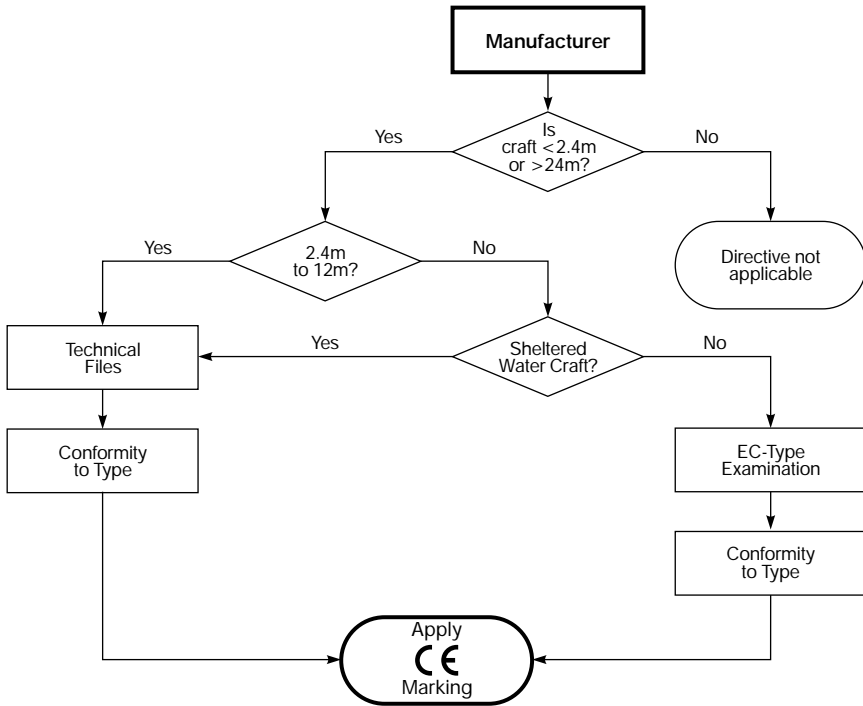 Manufacturer
Is
craft <2.4m
or >24m?
Yes
No
2.4m
to 12m?
Yes
No
Directive not
applicable
Technical
Files
Yes
Sheltered
Water Craft?
No
Conformity
to Type
EC-Type
Examination
Conformity
to Type
Apply
CE
Marking